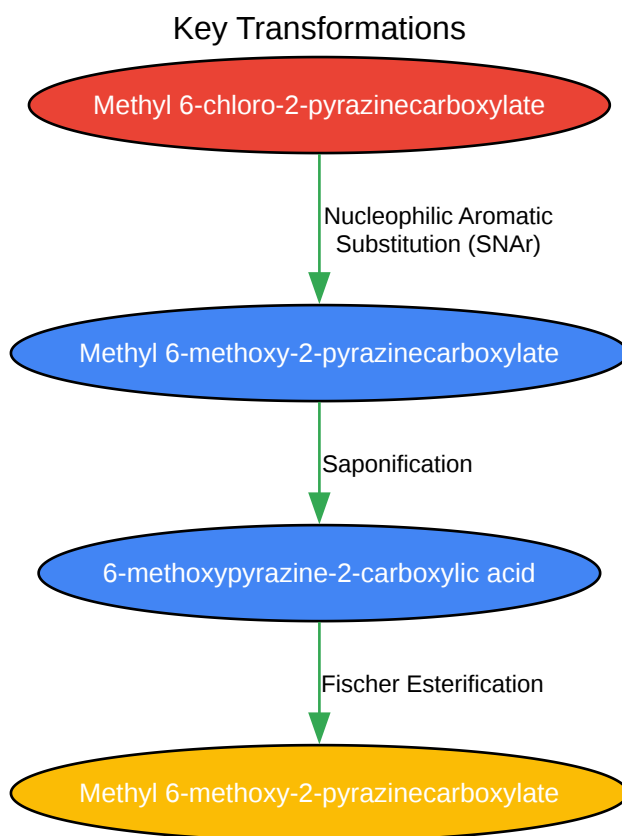 Key Transformations
Methyl 6-chloro-2-pyrazinecarboxylate
Nucleophilic Aromatic
Substitution (SNAr)
Methyl 6-methoxy-2-pyrazinecarboxylate
Saponification
6-methoxypyrazine-2-carboxylic acid
Fischer Esterification
Methyl 6-methoxy-2-pyrazinecarboxylate